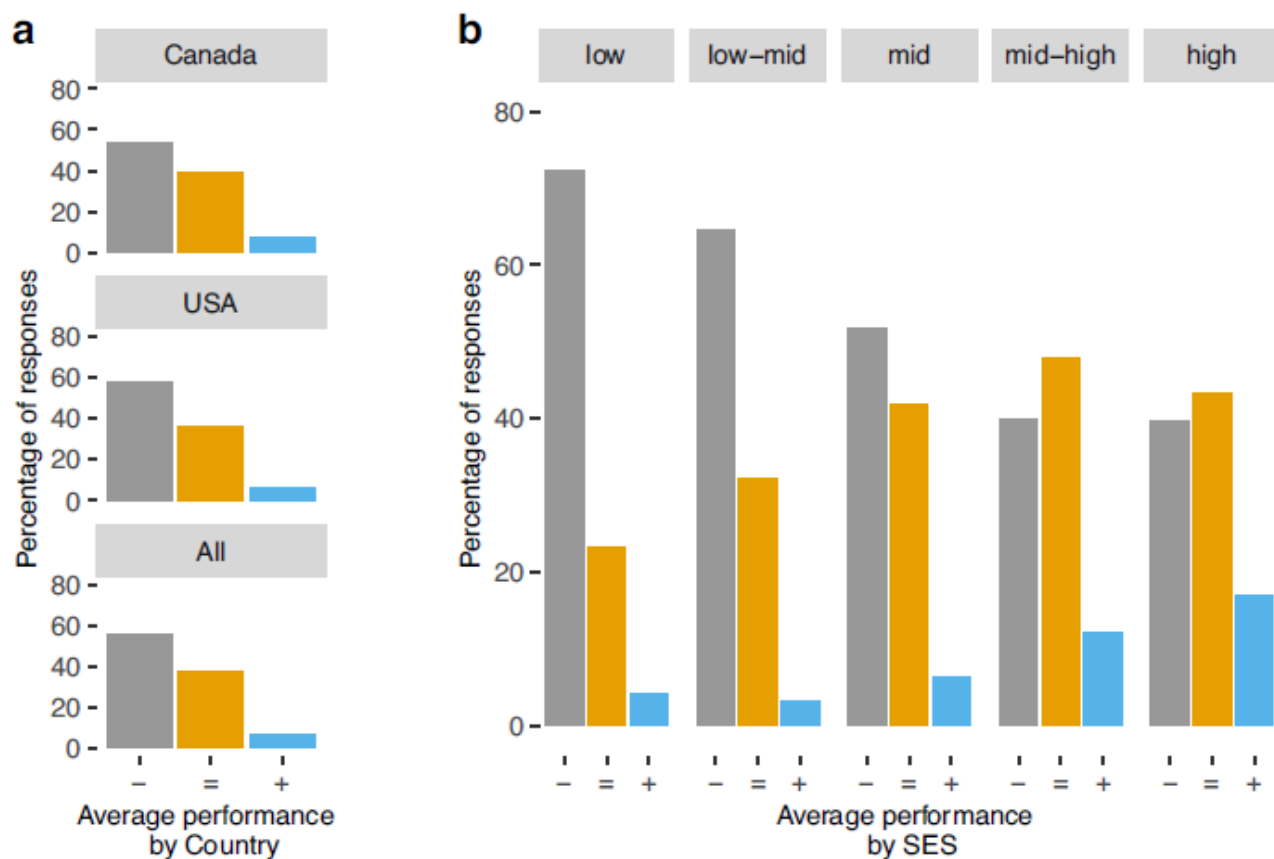 a
Canada
80
60
40
20
0
USA
80
60
40
20
0
All
80
60
40
20
0
Percentage of responses
− = +
Average performance
by Country
b
low low−mid mid mid−high high
80
60
40
20
0
Percentage of responses
− = + − = + − = + − = + − = +
Average performance
by SES